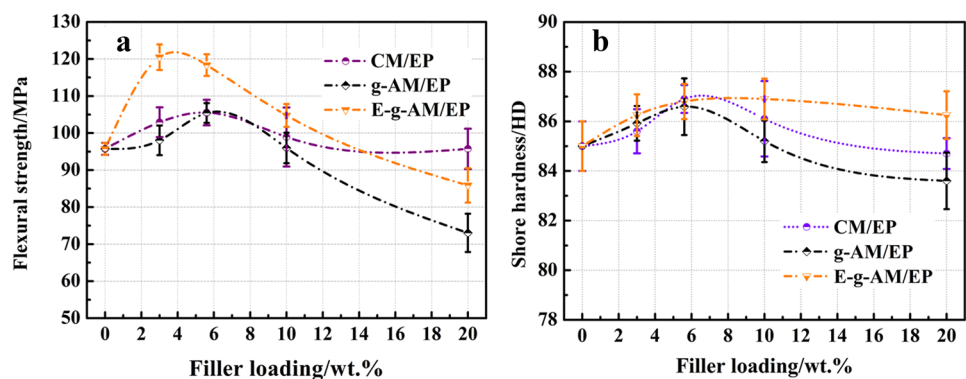 a
Flexural strength/MPa
130
120
110
100
90
80
70
60
50
CM/EP
g-AM/EP
E-g-AM/EP
0 2 4 6 8 10 12 14 16 18 20
Filler loading/wt.%
b
Shore hardness/HD
90
88
86
84
82
80
78
CM/EP
g-AM/EP
E-g-AM/EP
0 2 4 6 8 10 12 14 16 18 20
Filler loading/wt.%